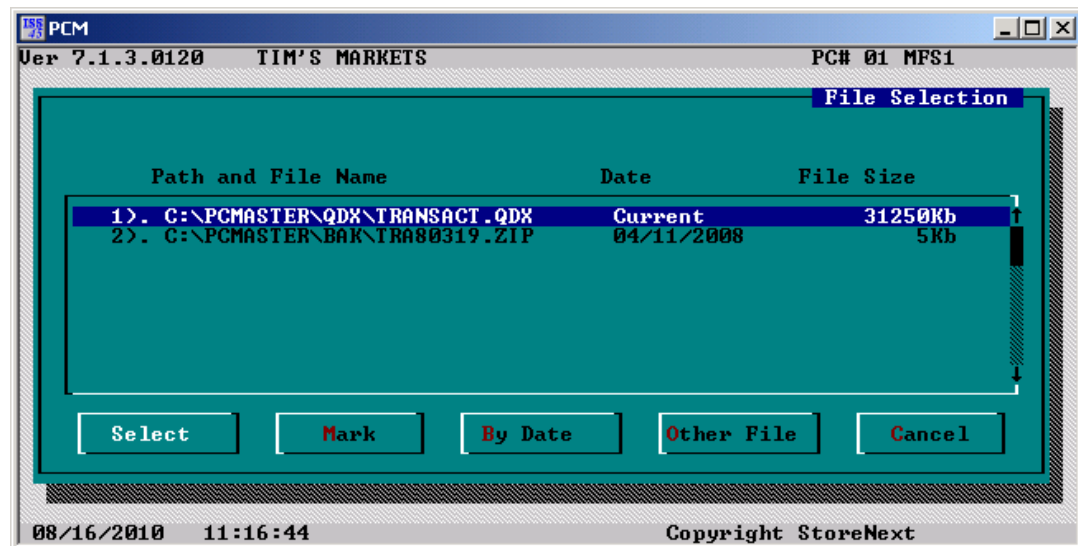 ISS 45 PCM
Ver 7.1.3.0120 TIM'S MARKETS PC# 01 MFS1
File Selection
Path and File Name Date File Size
1). C:\PCMASTER\QDX\TRANSACT.QDX Current 31250Kb
2). C:\PCMASTER\BAK\TRA80319.ZIP 04/11/2008 5Kb
Select Mark By Date Other File Cancel
08/16/2010 11:16:44 Copyright StoreNext